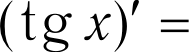 (tg x)′ =